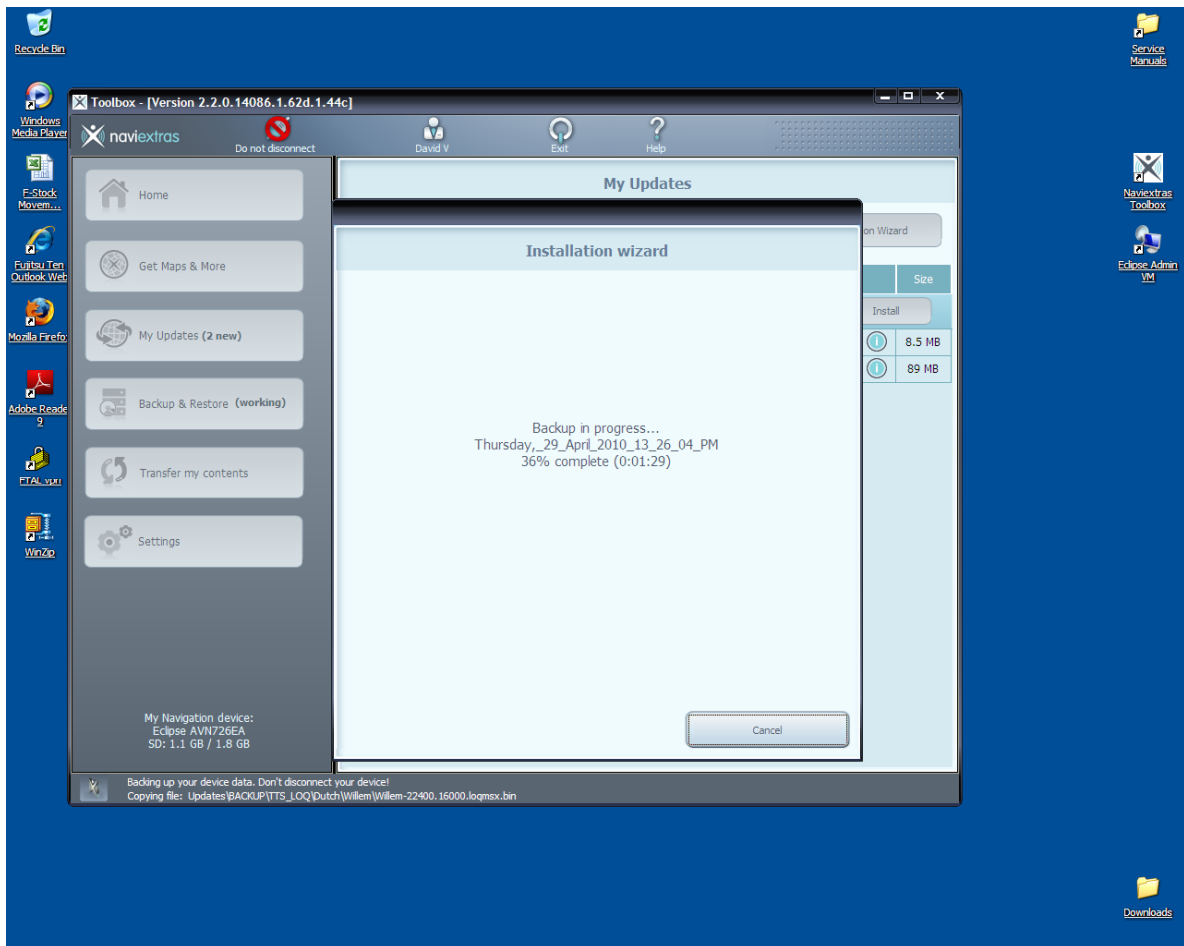 Recycle Bin
Service
Manuals
Windows
Media Player
Toolbox - [Version 2.2.0.14086.1.62d.1.44c]
naviextras
Do not disconnect
David V
Exit
Help
E-Stock
Movem...
Naviextras
Toolbox
Fujitsu Ten
Outlook Web
Eclipse Admin
VM
Mozilla Firefo
Adobe Reade
9
FTAL vpn
WinZip
Home
Get Maps & More
My Updates (2 new)
Backup & Restore (working)
Transfer my contents
Settings
My Updates
on Wizard
Size
Install
8.5 MB
89 MB
Installation wizard
Backup in progress...
Thursday,_29_April_2010_13_26_04_PM
36% complete (0:01:29)
Cancel
My Navigation device:
Eclipse AVN726EA
SD: 1.1 GB / 1.8 GB
Backing up your device data. Don't disconnect your device!
Copying file: Updates\BACKUP\TTS_LOQ\Dutch\Willem\Willem-22400.16000.loqmsx.bin
Downloads